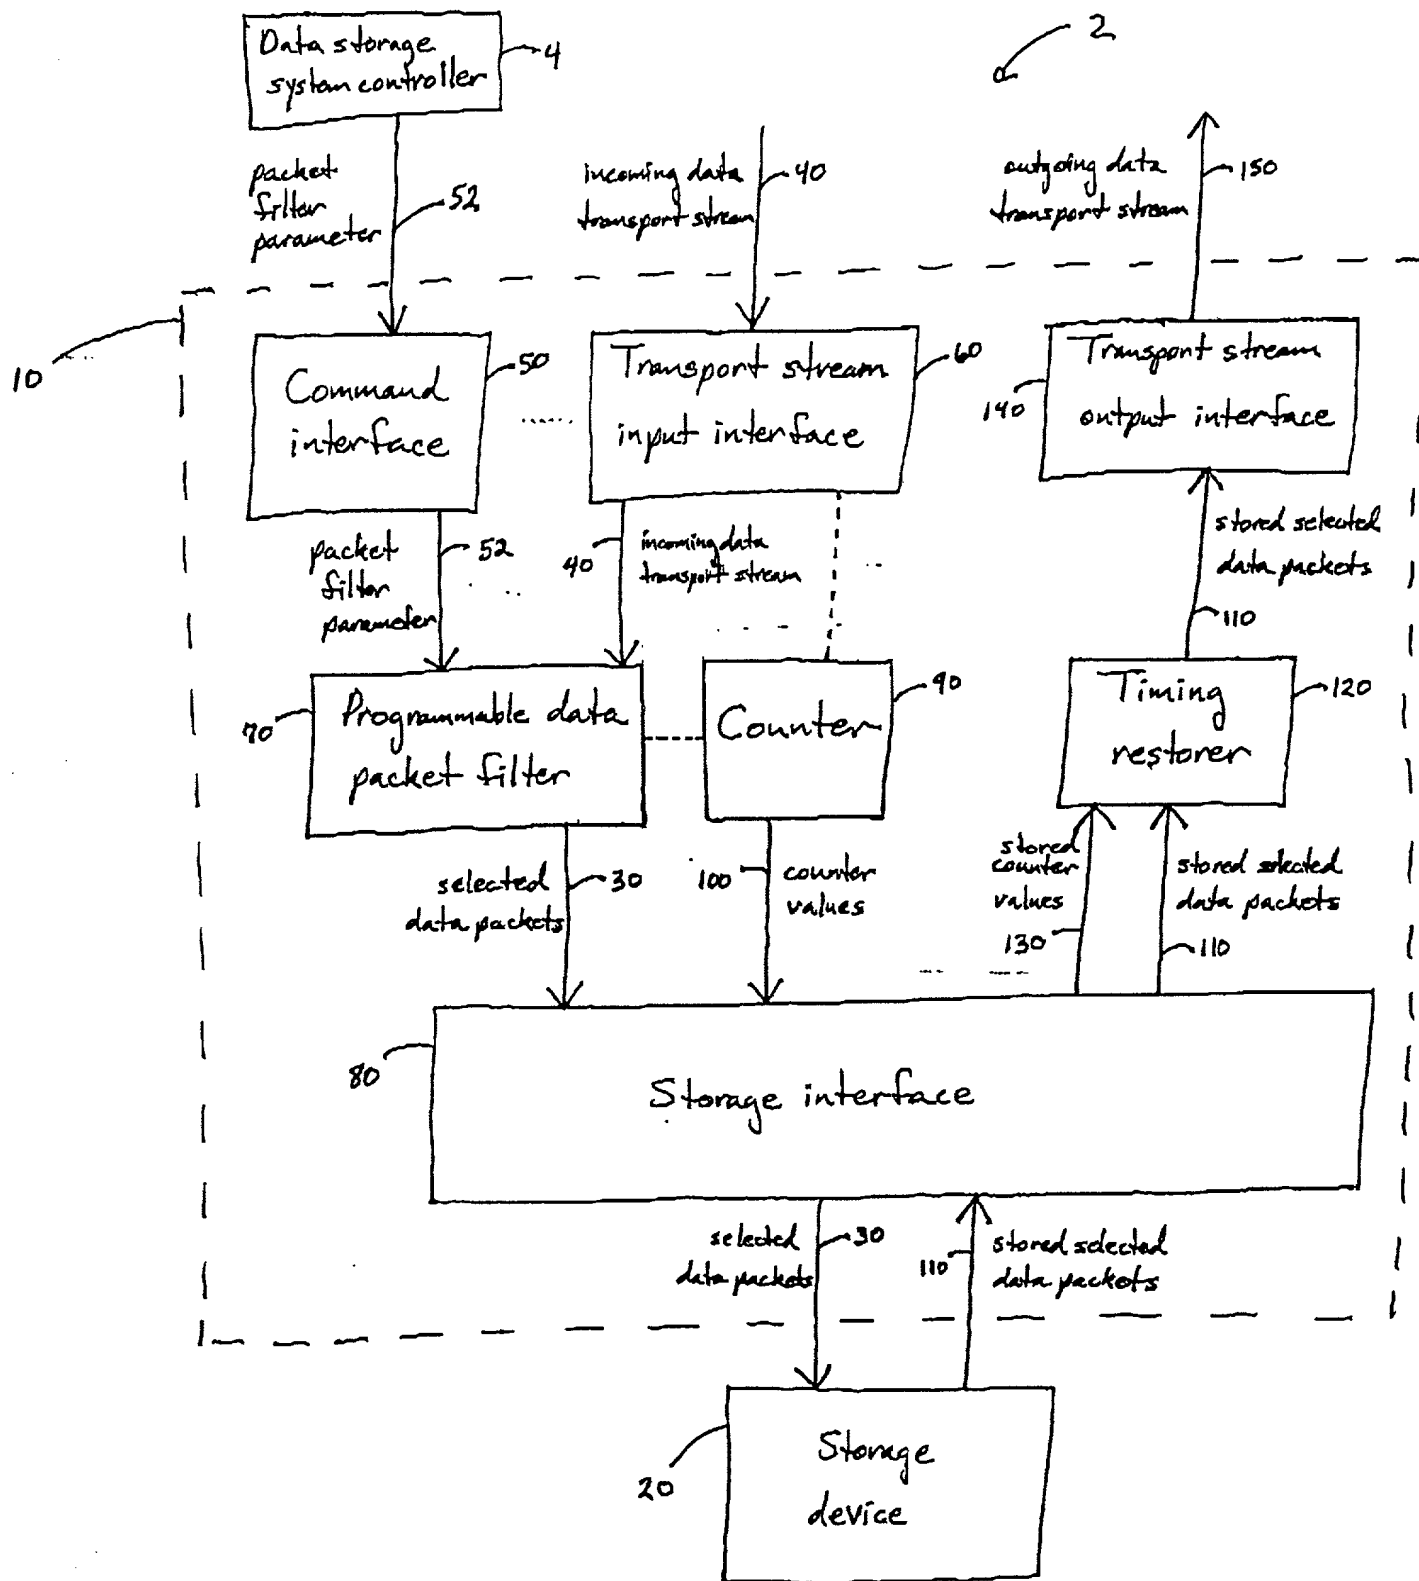 Data storage
system controller
4
2
packet
filter
parameter
52
incoming data
transport stream
40
outgoing data
transport stream
150
10
Command
interface
50
Transport stream
input interface
60
Transport stream
output interface
140
packet
filter
parameter
52
40
incoming data
transport stream
stored selected
data packets
110
Programmable data
packet filter
70
Counter
90
Timing
restorer
120
selected
data packets
30
100
counter
values
stored
counter
values
130
stored selected
data packets
110
80
Storage interface
selected
data packets
30
110
stored selected
data packets
20
Storage
device